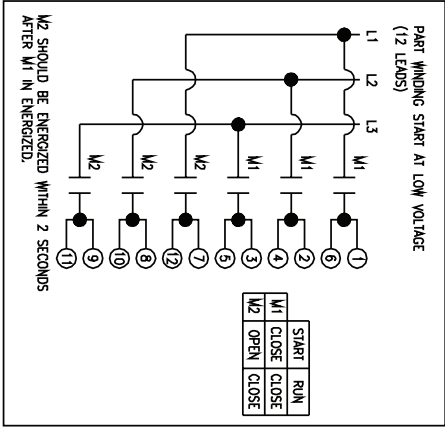 PART WINDING START AT LOW VOLTAGE
(12 LEADS)
L1 L2 L3
M1
1
6
M1
2
4
M1
3
5
M2
7
12
M2
8
10
M2
9
11
START RUN
M1 CLOSE CLOSE
M2 OPEN CLOSE
M2 SHOULD BE ENERGIZED WITHIN 2 SECONDS
AFTER M1 IN ENERGIZED.